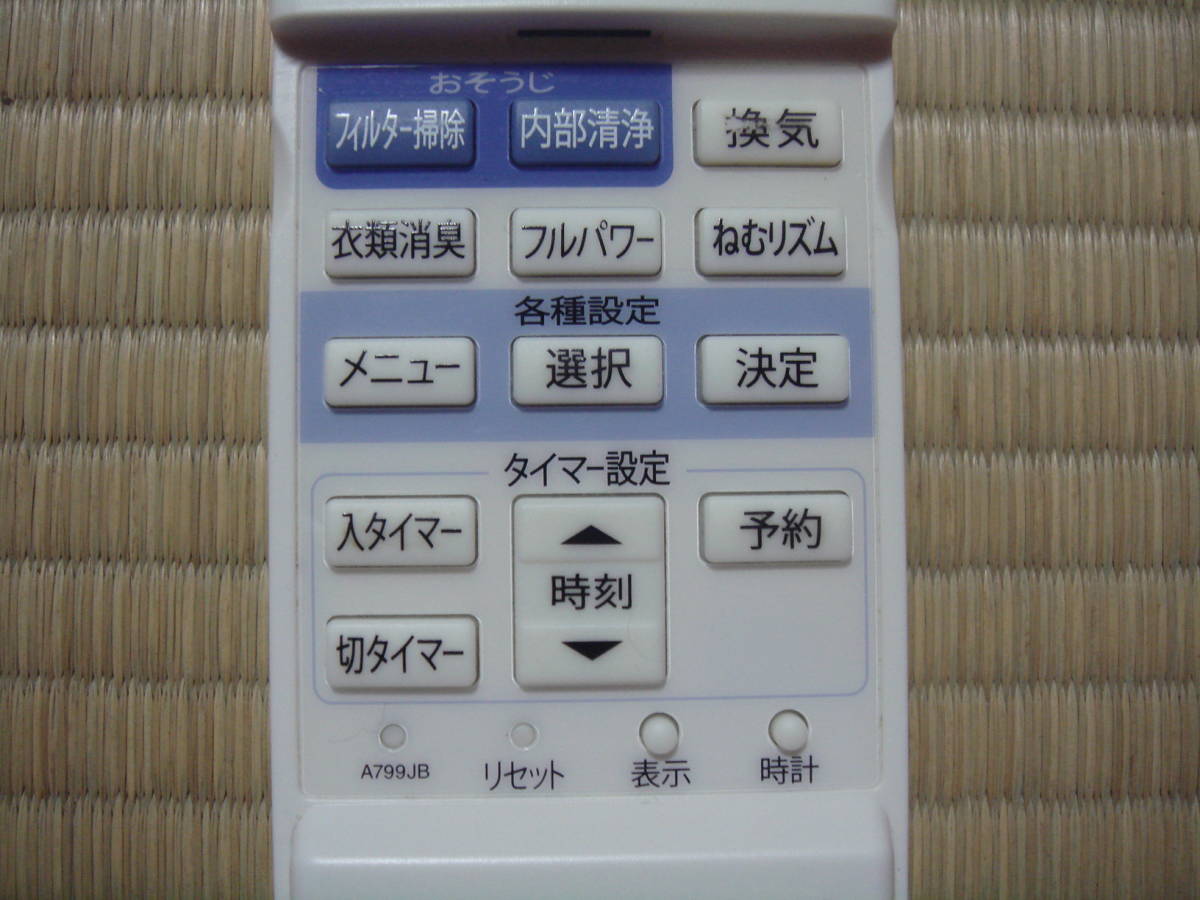 おそうじ
フィルター掃除 内部清浄 換気
衣類消臭 フルパワー ねむリズム
各種設定
メニュー 選択 決定
タイマー設定
入タイマー ▲ 予約
時刻
切タイマー ▼
A799JB リセット 表示 時計